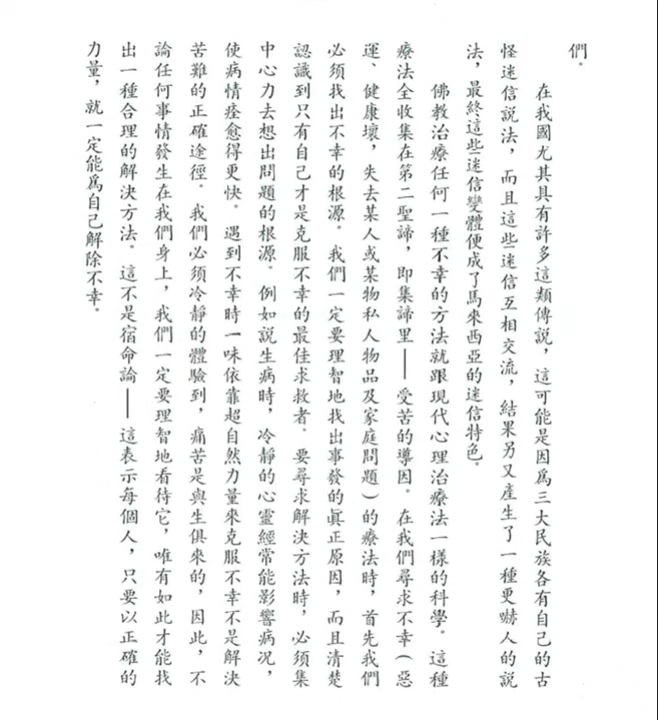 們.
在我國尤其具有許多這類傳說，這可能是因爲三大民族各有自己的古
怪迷信說法，而且這些迷信互相交流，結果另又產生了一種更嚇人的說
法，最終這些迷信變體便成了馬來西亞的迷信特色.
佛教治療任何一種不幸的方法就跟現代心理治療法一樣的科學. 這種
療法全收集在第二聖諦，即集諦里——受苦的導因. 在我們尋求不幸（惡
運、健康壞，失去某人或某物私人物品及家庭問題）的療法時，首先我們
必須找出不幸的根源. 我們一定要理智地找出事發的眞正原因，而且清楚
認識到只有自己才是克服不幸的最佳求救者. 要尋求解決方法時，必須集
中心力去想出問題的根源. 例如說生病時，冷靜的心靈經常能影響病况，
使病情痊愈得更快. 遇到不幸時一味依靠超自然力量來克服不幸不是解決
苦難的正確途徑. 我們必須冷靜的體驗到，痛苦是與生俱來的，因此，不
論任何事情發生在我們身上，我們一定要理智地看待它，唯有如此才能找
出一種合理的解決方法. 這不是宿命論——這表示每個人，只要以正確的
力量，就一定能爲自己解除不幸.